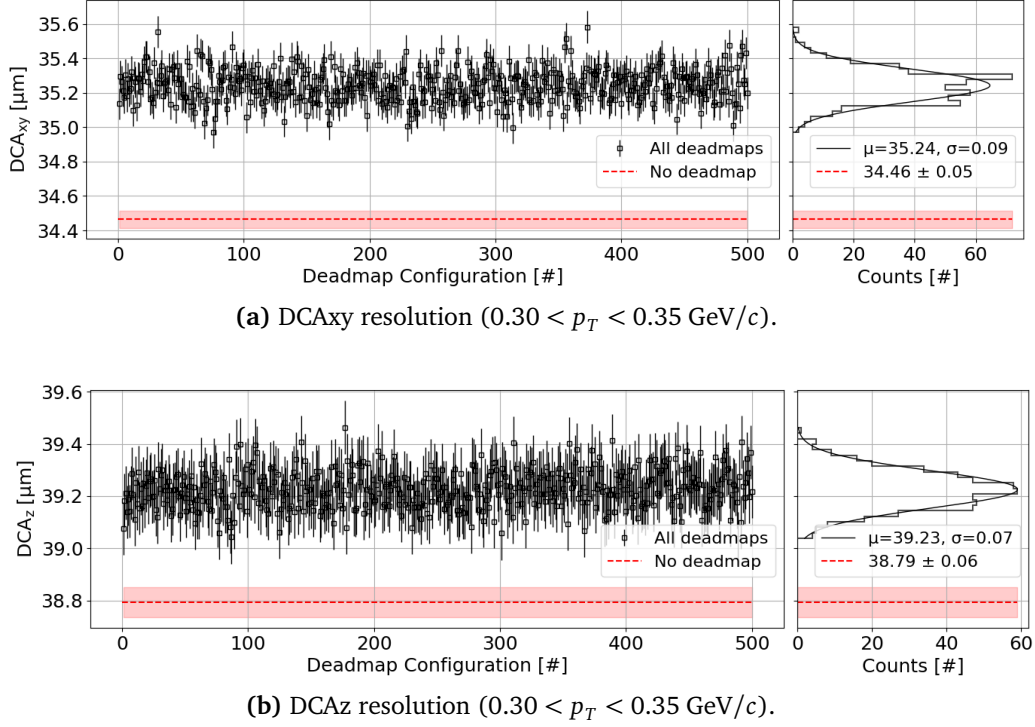 35.6
35.4
35.2
35.0
34.8
34.6
34.4
DCA_xy [μm]
All deadmaps
No deadmap
0 100 200 300 400 500
Deadmap Configuration [#]
μ=35.24, σ=0.09
34.46 ± 0.05
0 20 40 60
Counts [#]
(a) DCAxy resolution (0.30 < p_T < 0.35 GeV/c).
39.6
39.4
39.2
39.0
38.8
DCA_z [μm]
All deadmaps
No deadmap
0 100 200 300 400 500
Deadmap Configuration [#]
μ=39.23, σ=0.07
38.79 ± 0.06
0 20 40 60
Counts [#]
(b) DCAz resolution (0.30 < p_T < 0.35 GeV/c).